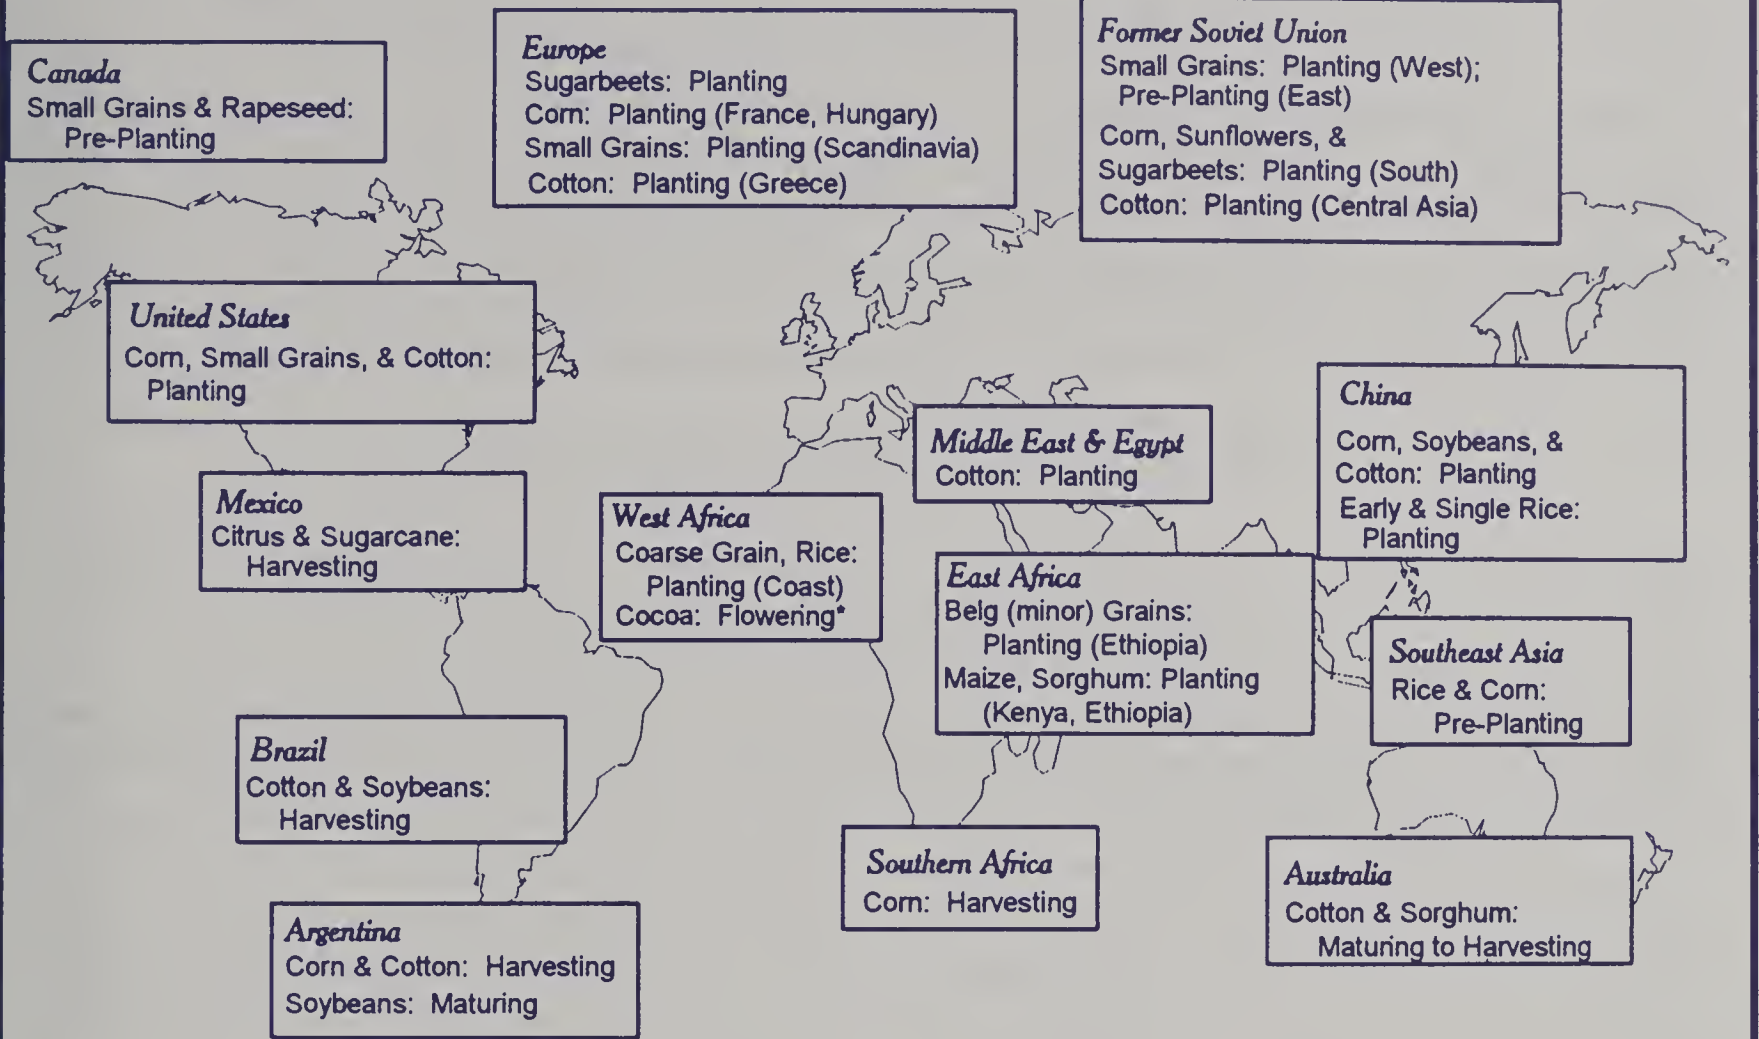 Canada
Small Grains & Rapeseed:
Pre-Planting
Europe
Sugarbeets: Planting
Corn: Planting (France, Hungary)
Small Grains: Planting (Scandinavia)
Cotton: Planting (Greece)
Former Soviet Union
Small Grains: Planting (West);
Pre-Planting (East)
Corn, Sunflowers, &
Sugarbeets: Planting (South)
Cotton: Planting (Central Asia)
United States
Corn, Small Grains, & Cotton:
Planting
Mexico
Citrus & Sugarcane:
Harvesting
West Africa
Coarse Grain, Rice:
Planting (Coast)
Cocoa: Flowering*
Middle East & Egypt
Cotton: Planting
China
Corn, Soybeans, &
Cotton: Planting
Early & Single Rice:
Planting
East Africa
Belg (minor) Grains:
Planting (Ethiopia)
Maize, Sorghum: Planting
(Kenya, Ethiopia)
Southeast Asia
Rice & Corn:
Pre-Planting
Brazil
Cotton & Soybeans:
Harvesting
Southern Africa
Corn: Harvesting
Australia
Cotton & Sorghum:
Maturing to Harvesting
Argentina
Corn & Cotton: Harvesting
Soybeans: Maturing